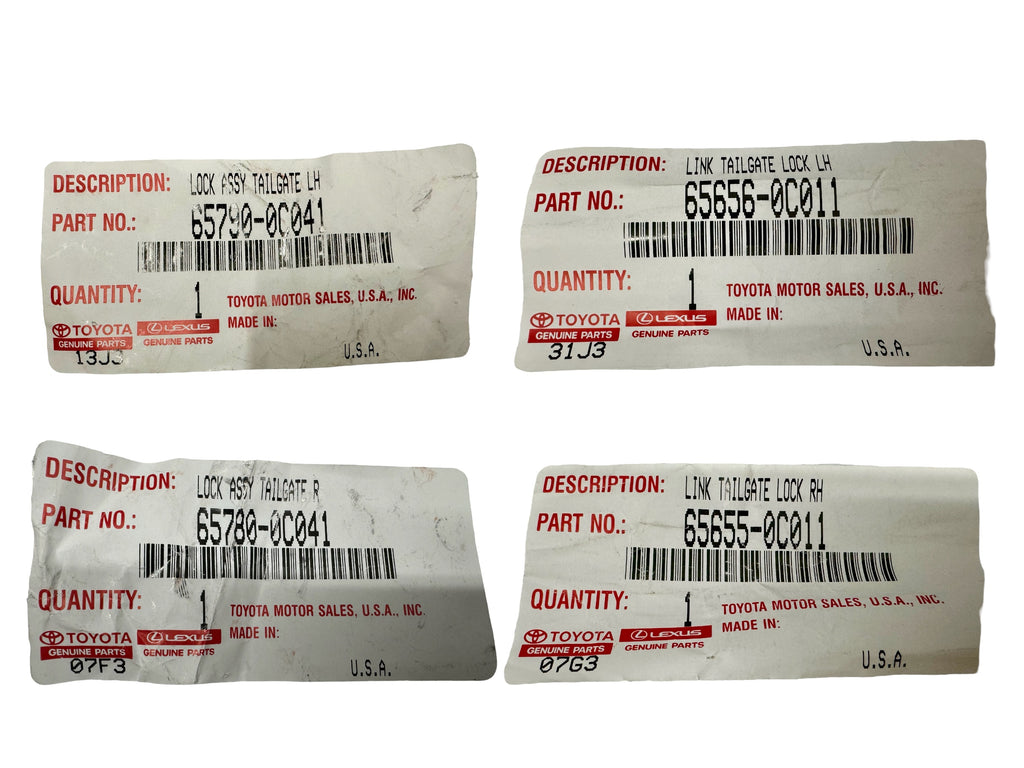 DESCRIPTION: LOCK ASSY TAILGATE LH
PART NO.: 65790-0C041
QUANTITY: 1
TOYOTA MOTOR SALES, U.S.A., INC.
MADE IN:
TOYOTA LEXUS
GENUINE PARTS GENUINE PARTS
13J3 U.S.A.
DESCRIPTION: LINK TAILGATE LOCK LH
PART NO.: 65656-0C011
QUANTITY: 1
TOYOTA MOTOR SALES, U.S.A., INC.
MADE IN:
TOYOTA LEXUS
GENUINE PARTS GENUINE PARTS
31J3 U.S.A.
DESCRIPTION: LOCK ASSY TAILGATE R
PART NO.: 65780-0C041
QUANTITY: 1
TOYOTA MOTOR SALES, U.S.A., INC.
MADE IN:
TOYOTA LEXUS
GENUINE PARTS GENUINE PARTS
07F3 U.S.A.
DESCRIPTION: LINK TAILGATE LOCK RH
PART NO.: 65655-0C011
QUANTITY: 1
TOYOTA MOTOR SALES, U.S.A., INC.
MADE IN:
TOYOTA LEXUS
GENUINE PARTS GENUINE PARTS
07G3 U.S.A.